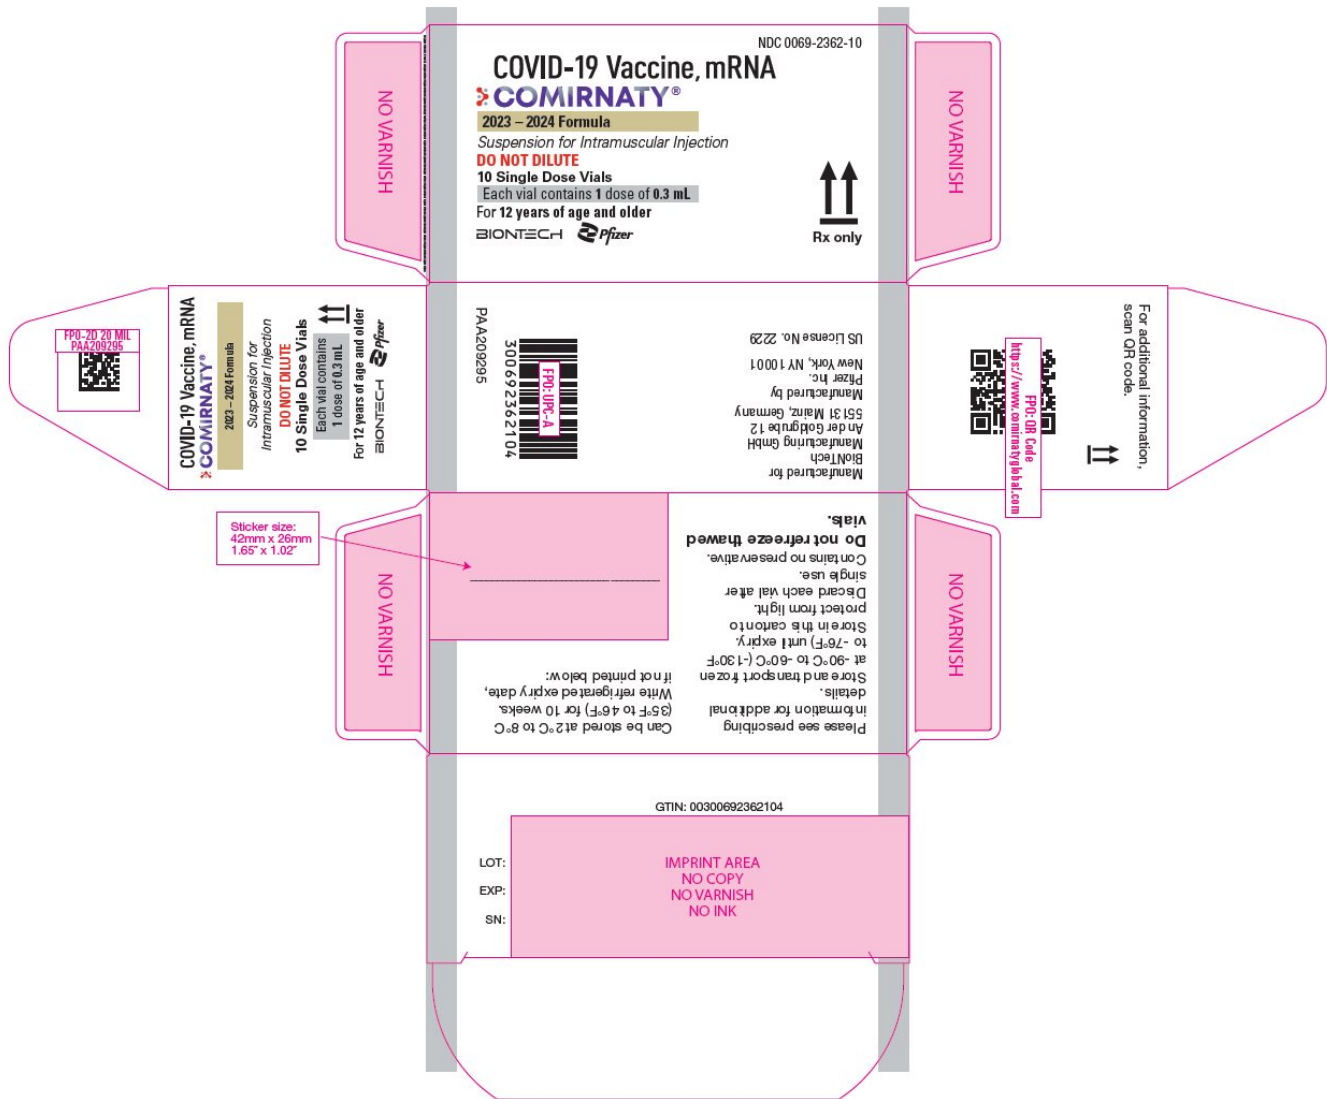 NDC 0069-2362-10
COVID-19 Vaccine, mRNA
COMIRNATY®
2023 – 2024 Formula
Suspension for Intramuscular Injection
DO NOT DILUTE
10 Single Dose Vials
Each vial contains 1 dose of 0.3 mL
For 12 years of age and older
BIONTECH Pfizer
Rx only
NO VARNISH
NO VARNISH
FPO-2D 20 MIL
PAA209295
COVID-19 Vaccine, mRNA
COMIRNATY®
2023 – 2024 Formula
Suspension for
Intramuscular Injection
DO NOT DILUTE
10 Single Dose Vials
Each vial contains
1 dose of 0.3 mL
For 12 years of age and older
BIONTECH Pfizer
PAA209295
300692362104
FPO: UPC-A
Manufactured for
BioNTech
Manufacturing GmbH
An der Goldgrube 12
55131 Mainz, Germany
Manufactured by
Pfizer Inc.
New York, NY 10001
US License No. 2229
For additional information,
scan QR code.
FPO: QR Code
https://www.comirnatyglobal.com
Sticker size:
42mm x 26mm
1.65" x 1.02"
NO VARNISH
NO VARNISH
Please see prescribing
information for additional
details.
Store and transport frozen
at -90°C to -60°C (-130°F
to -76°F) until expiry.
Store in this carton to
protect from light.
Discard each vial after
single use.
Contains no preservative.
Do not refreeze thawed
vials.
Can be stored at 2°C to 8°C
(35°F to 46°F) for 10 weeks.
Write refrigerated expiry date,
if not printed below:
GTIN: 00300692362104
LOT:
EXP:
SN:
IMPRINT AREA
NO COPY
NO VARNISH
NO INK